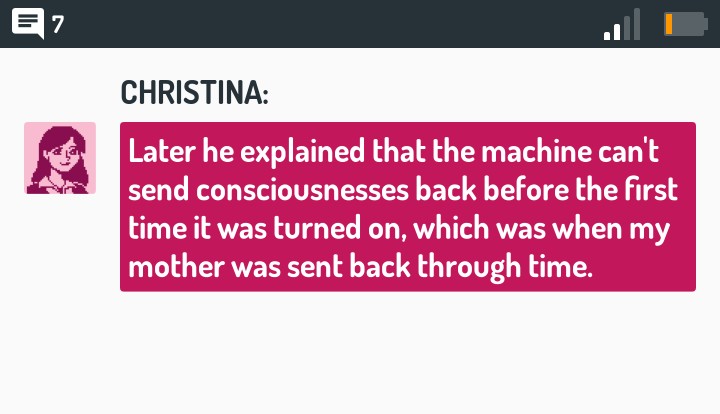 7
CHRISTINA:
Later he explained that the machine can't
send consciousnesses back before the first
time it was turned on, which was when my
mother was sent back through time.